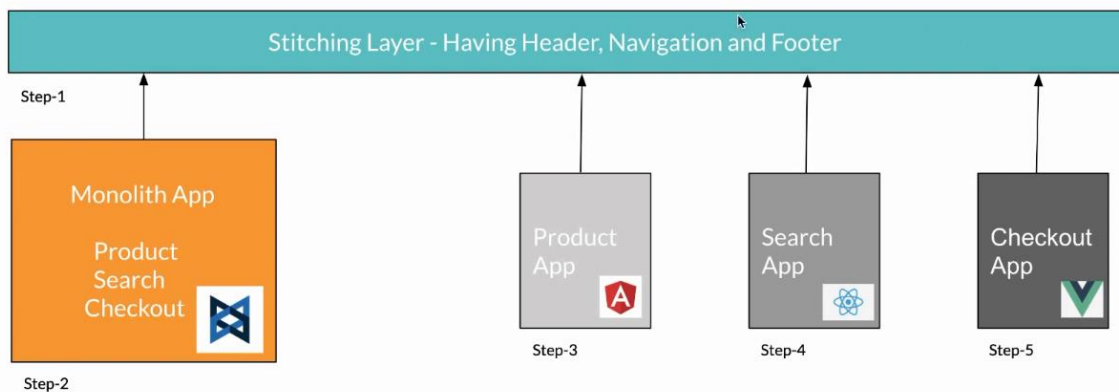 Stitching Layer - Having Header, Navigation and Footer
Step-1
Monolith App
Product
Search
Checkout
Step-2
Product
App
A
Step-3
Search
App
Step-4
Checkout
App
Step-5